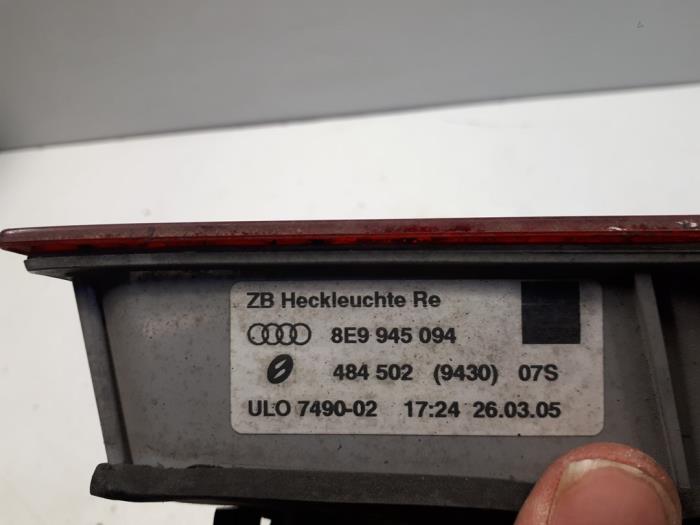 ZB Heckleuchte Re
8E9 945 094
484 502 (9430) 07S
ULO 7490-02 17:24 26.03.05